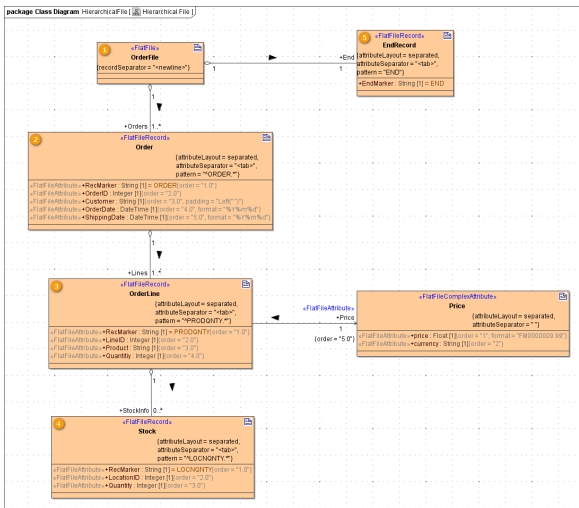 package Class Diagram HierarchicalFile [ Hierarchical File ]
1
«FlatFile»
OrderFile
{recordSeparator = "<newline>"}
1
+End
1
5
«FlatFileRecord»
EndRecord
{attributeLayout = separated,
attributeSeparator = "<tab>",
pattern = "END"}
+EndMarker : String [1] = END
1
+Orders 1..*
2
«FlatFileRecord»
Order
{attributeLayout = separated,
attributeSeparator = "<tab>",
pattern = "^ORDER.*"}
«FlatFileAttribute»+RecMarker : String [1] = ORDER{order = "1.0"}
«FlatFileAttribute»+OrderID : Integer [1]{order = "2.0"}
«FlatFileAttribute»+Customer : String [1]{order = "3.0", padding = "Left(" ")"}
«FlatFileAttribute»+OrderDate : DateTime [1]{order = "4.0", format = "%Y%m%d"}
«FlatFileAttribute»+ShippingDate : DateTime [1]{order = "5.0", format = "%Y%m%d"}
1
+Lines 1..*
3
«FlatFileRecord»
OrderLine
{attributeLayout = separated,
attributeSeparator = "<tab>",
pattern = "^PRODQNTY.*"}
«FlatFileAttribute»+RecMarker : String [1] = PRODQNTY{order = "1.0"}
«FlatFileAttribute»+LineID : Integer [1]{order = "2.0"}
«FlatFileAttribute»+Product : String [1]{order = "3.0"}
«FlatFileAttribute»+Quantity : Integer [1]{order = "4.0"}
«FlatFileAttribute»
+Price
1
{order = "5.0"}
«FlatFileComplexAttribute»
Price
{attributeLayout = separated,
attributeSeparator = " "}
«FlatFileAttribute»+price : Float [1]{order = "1", format = "FM0000009.99"}
«FlatFileAttribute»+currency : String [1]{order = "2"}
1
+StockInfo 0..*
4
«FlatFileRecord»
Stock
{attributeLayout = separated,
attributeSeparator = "<tab>",
pattern = "^LOCNQNTY.*"}
«FlatFileAttribute»+RecMarker : String [1] = LOCNQNTY{order = "1.0"}
«FlatFileAttribute»+LocationID : Integer [1]{order = "2.0"}
«FlatFileAttribute»+Quantity : Integer [1]{order = "3.0"}